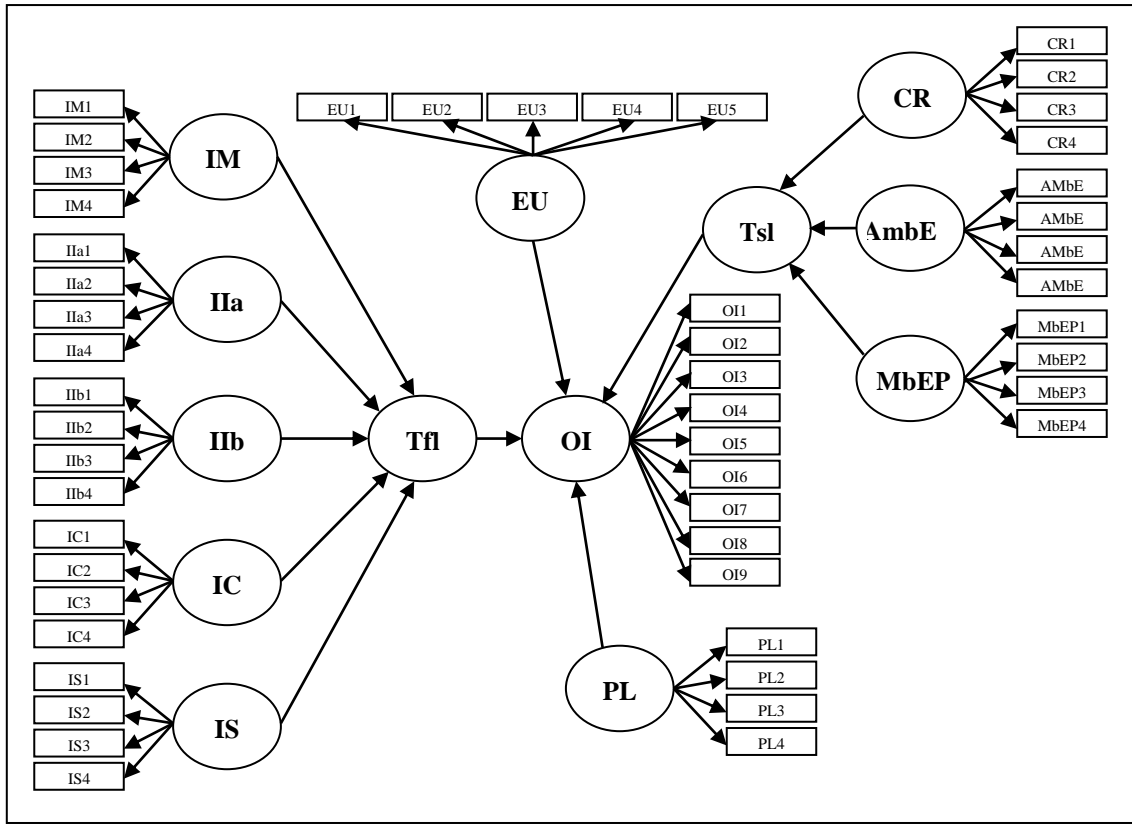 IM1
IM2
IM3
IM4
IM
IIa1
IIa2
IIa3
IIa4
IIa
IIb1
IIb2
IIb3
IIb4
IIb
IC1
IC2
IC3
IC4
IC
IS1
IS2
IS3
IS4
IS
Tfl
EU1
EU2
EU3
EU4
EU5
EU
OI
OI1
OI2
OI3
OI4
OI5
OI6
OI7
OI8
OI9
PL
PL1
PL2
PL3
PL4
Tsl
CR
CR1
CR2
CR3
CR4
AmbE
AMbE
AMbE
AMbE
AMbE
MbEP
MbEP1
MbEP2
MbEP3
MbEP4